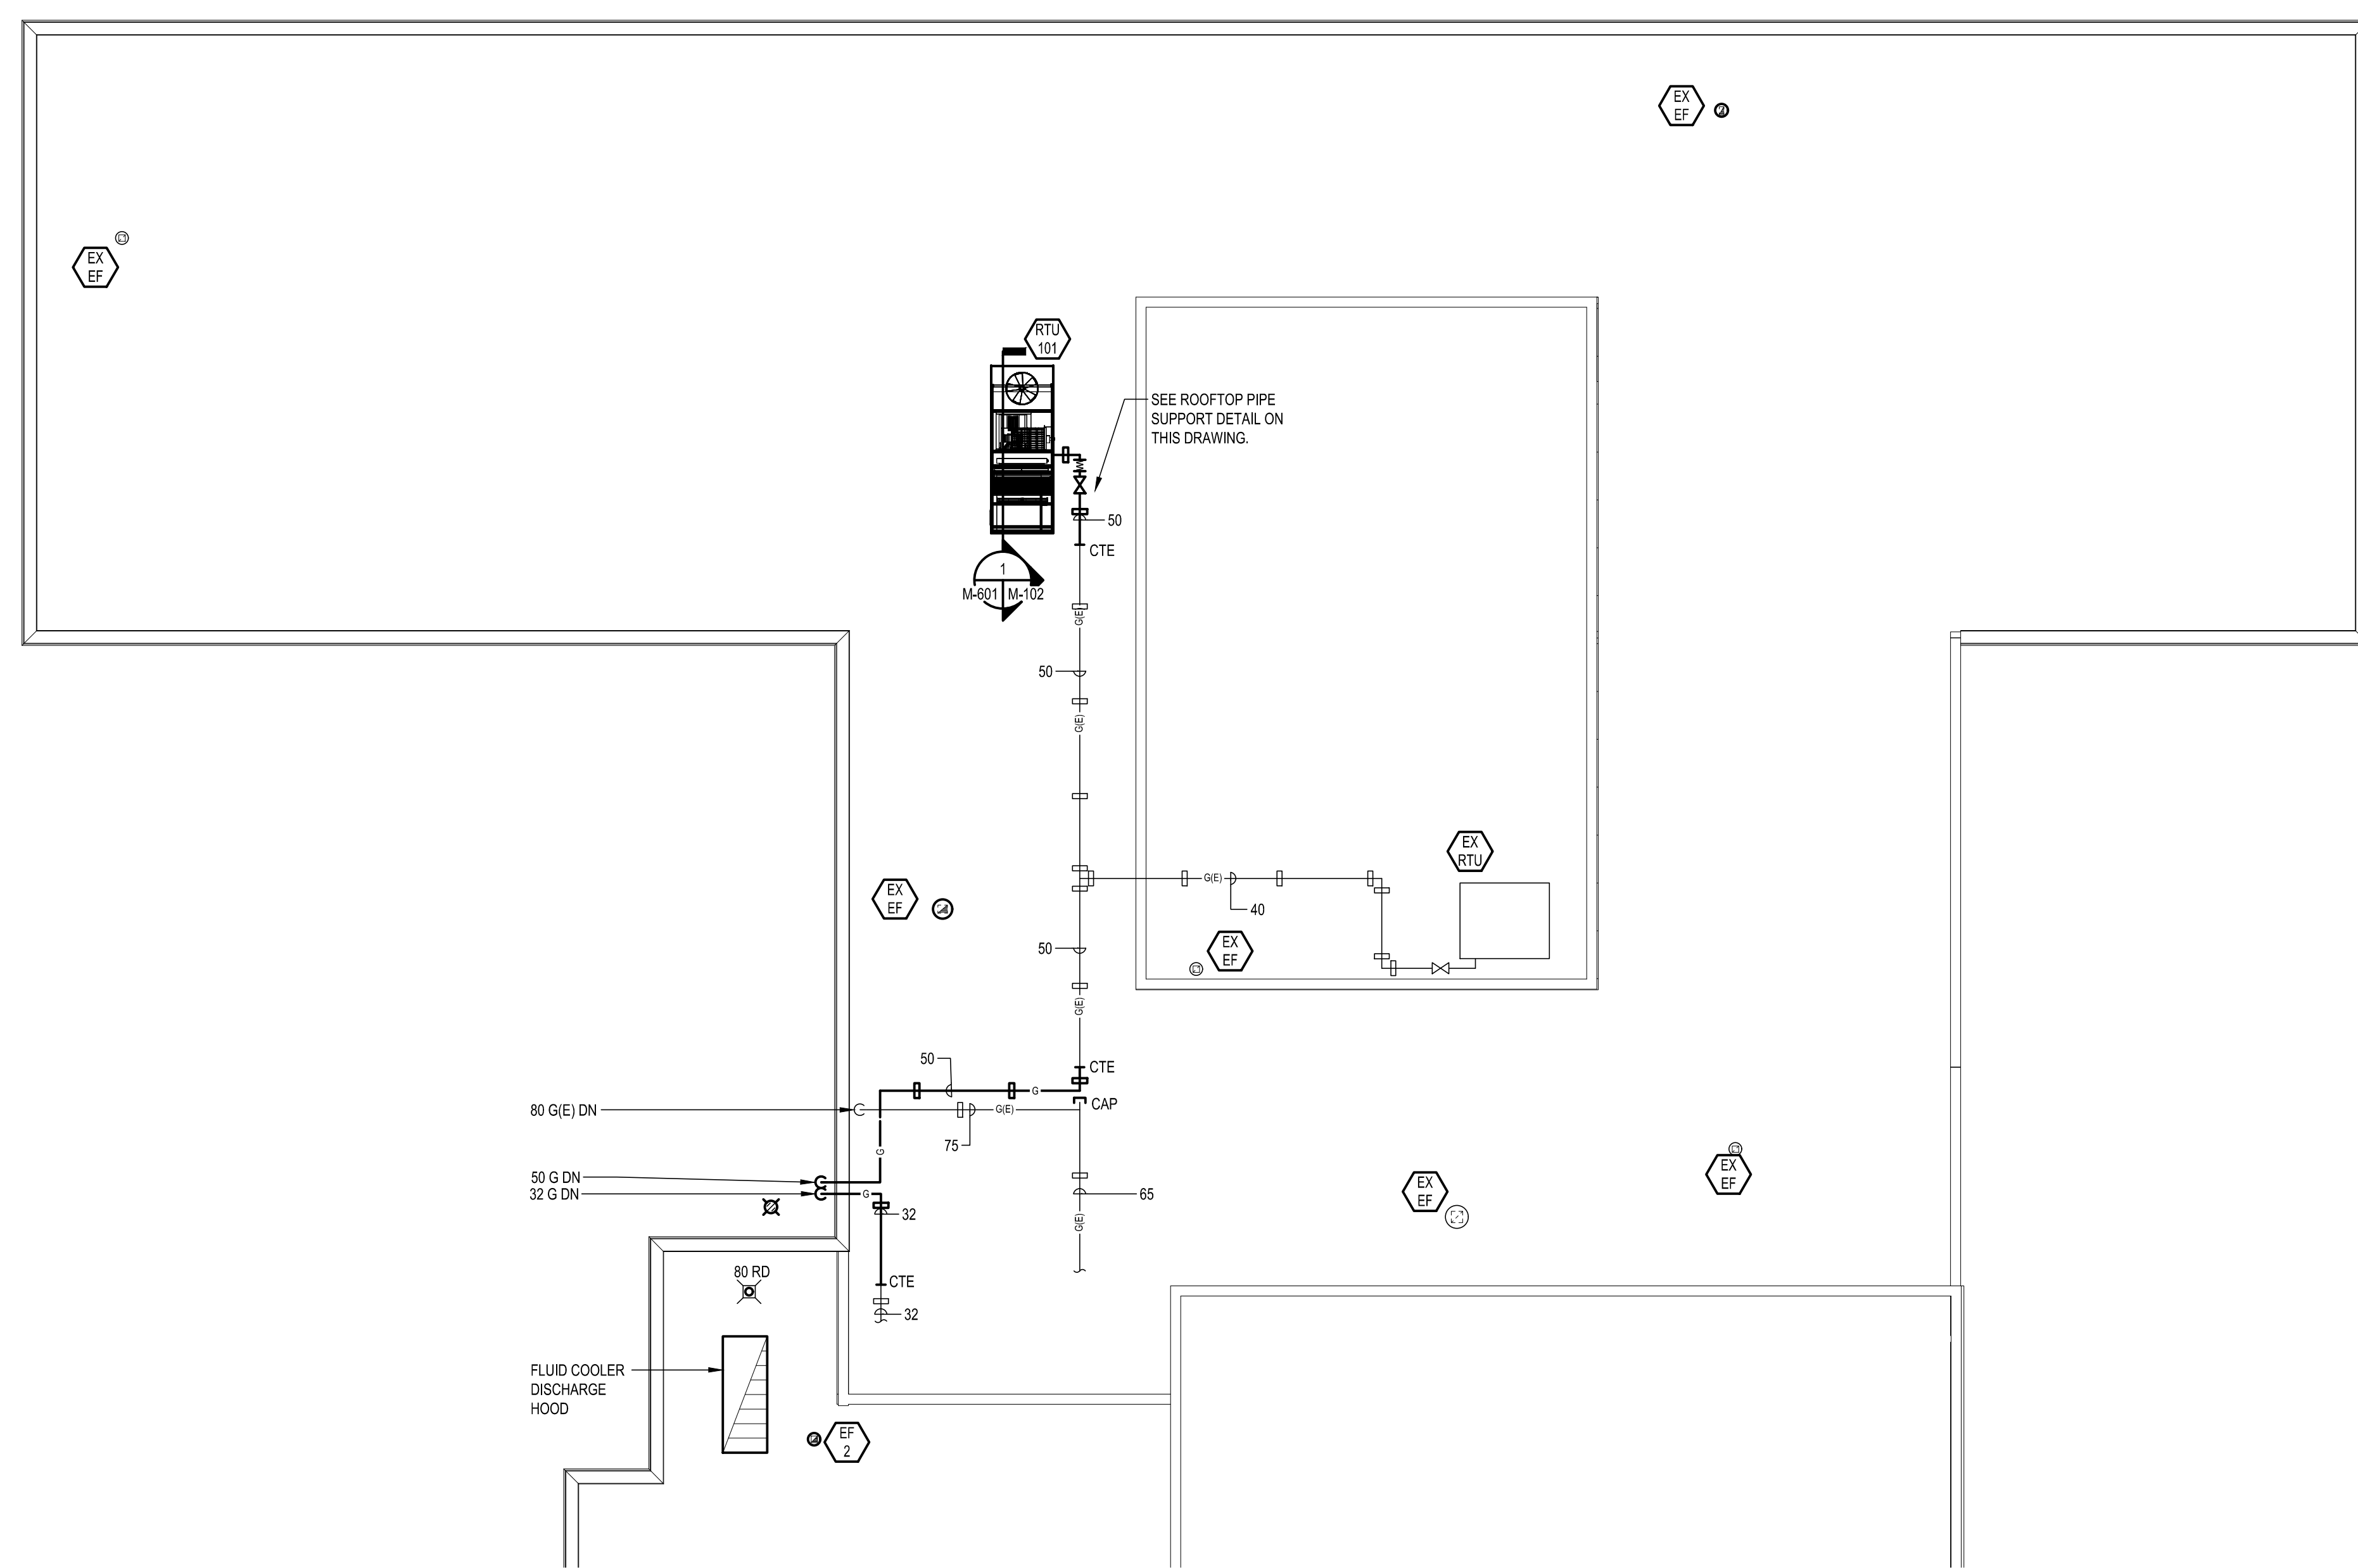 EX
EF
EX
EF
RTU
101
SEE ROOFTOP PIPE
SUPPORT DETAIL ON
THIS DRAWING.
50
CTE
1
M-601 M-102
G(E)
50
G(E)
EX
RTU
G(E)
40
EX
EF
EX
EF
50
G(E)
50
CTE
G
CAP
80 G(E) DN
G(E)
75
G
50 G DN
32 G DN
G
32
65
G(E)
EX
EF
EX
EF
80 RD
CTE
32
FLUID COOLER
DISCHARGE
HOOD
EF
2